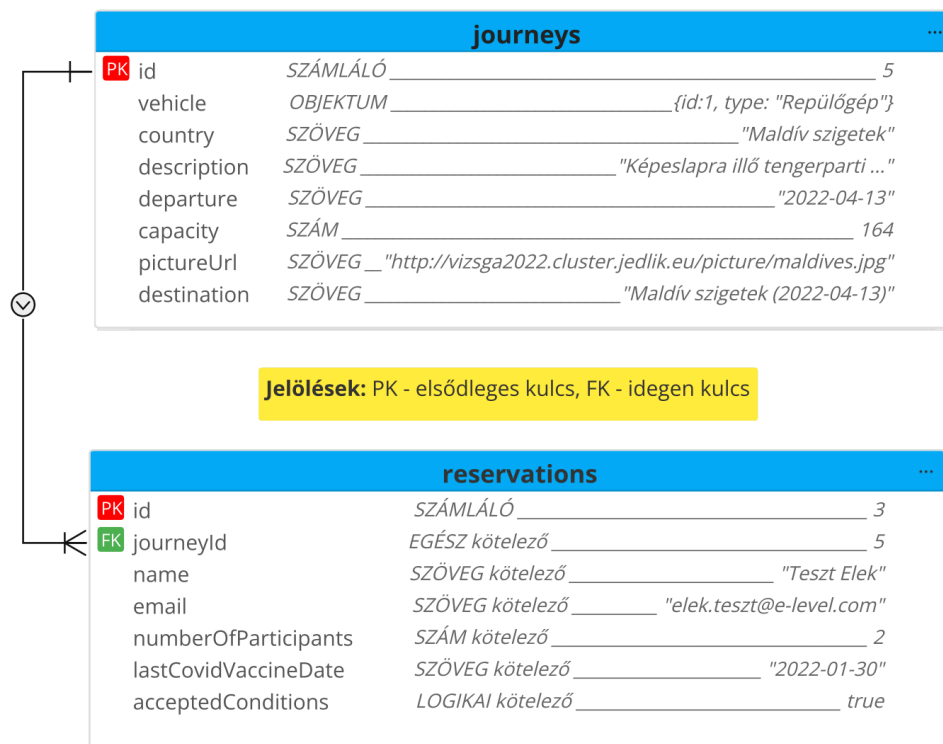 journeys ...
PK id SZÁMLÁLÓ 5
vehicle OBJEKTUM {id:1, type: "Repülőgép"}
country SZÖVEG "Maldív szigetek"
description SZÖVEG "Képeslapra illő tengerparti ..."
departure SZÖVEG "2022-04-13"
capacity SZÁM 164
pictureUrl SZÖVEG "http://vizsga2022.cluster.jedlik.eu/picture/maldives.jpg"
destination SZÖVEG "Maldív szigetek (2022-04-13)"
Jelölések: PK - elsődleges kulcs, FK - idegen kulcs
reservations ...
PK id SZÁMLÁLÓ 3
FK journeyId EGÉSZ kötelező 5
name SZÖVEG kötelező "Teszt Elek"
email SZÖVEG kötelező "elek.teszt@e-level.com"
numberOfParticipants SZÁM kötelező 2
lastCovidVaccineDate SZÖVEG kötelező "2022-01-30"
acceptedConditions LOGIKAI kötelező true